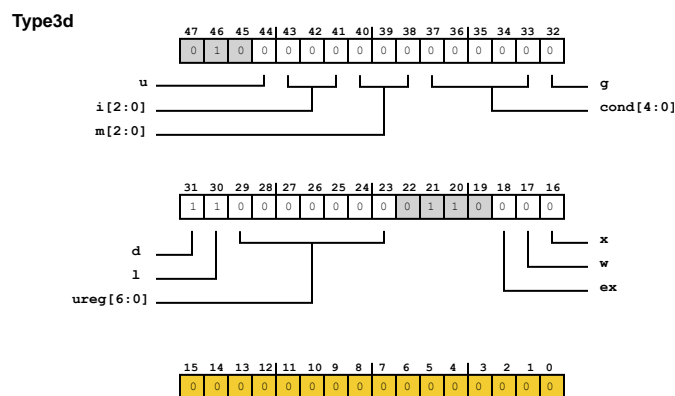 Type3d
47 46 45 44 43 42 41 40 39 38 37 36 35 34 33 32
0 1 0 0 0 0 0 0 0 0 0 0 0 0 0 0
u g
i[2:0] cond[4:0]
m[2:0]
31 30 29 28 27 26 25 24 23 22 21 20 19 18 17 16
1 1 0 0 0 0 0 0 0 0 1 1 0 0 0 0
d x
l w
ureg[6:0] ex
15 14 13 12 11 10 9 8 7 6 5 4 3 2 1 0
0 0 0 0 0 0 0 0 0 0 0 0 0 0 0 0